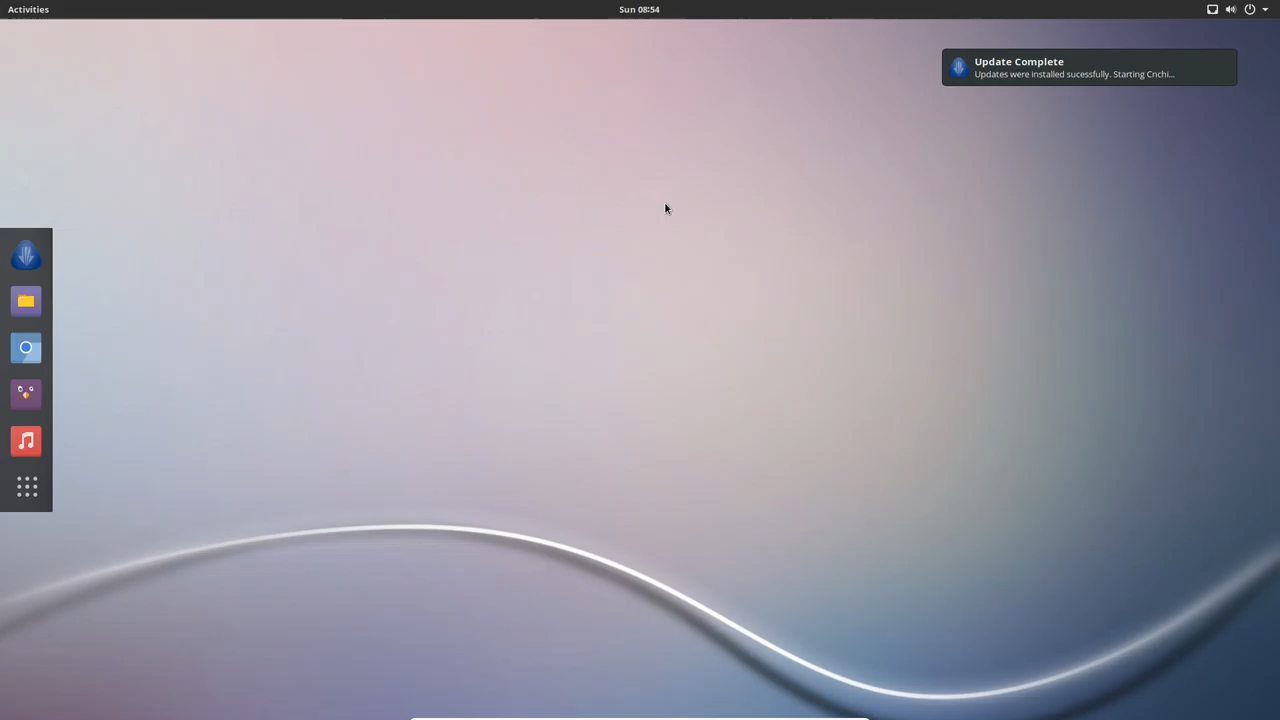 Activities
Sun 08:54
Update Complete
Updates were installed sucessfully. Starting Cnchi...